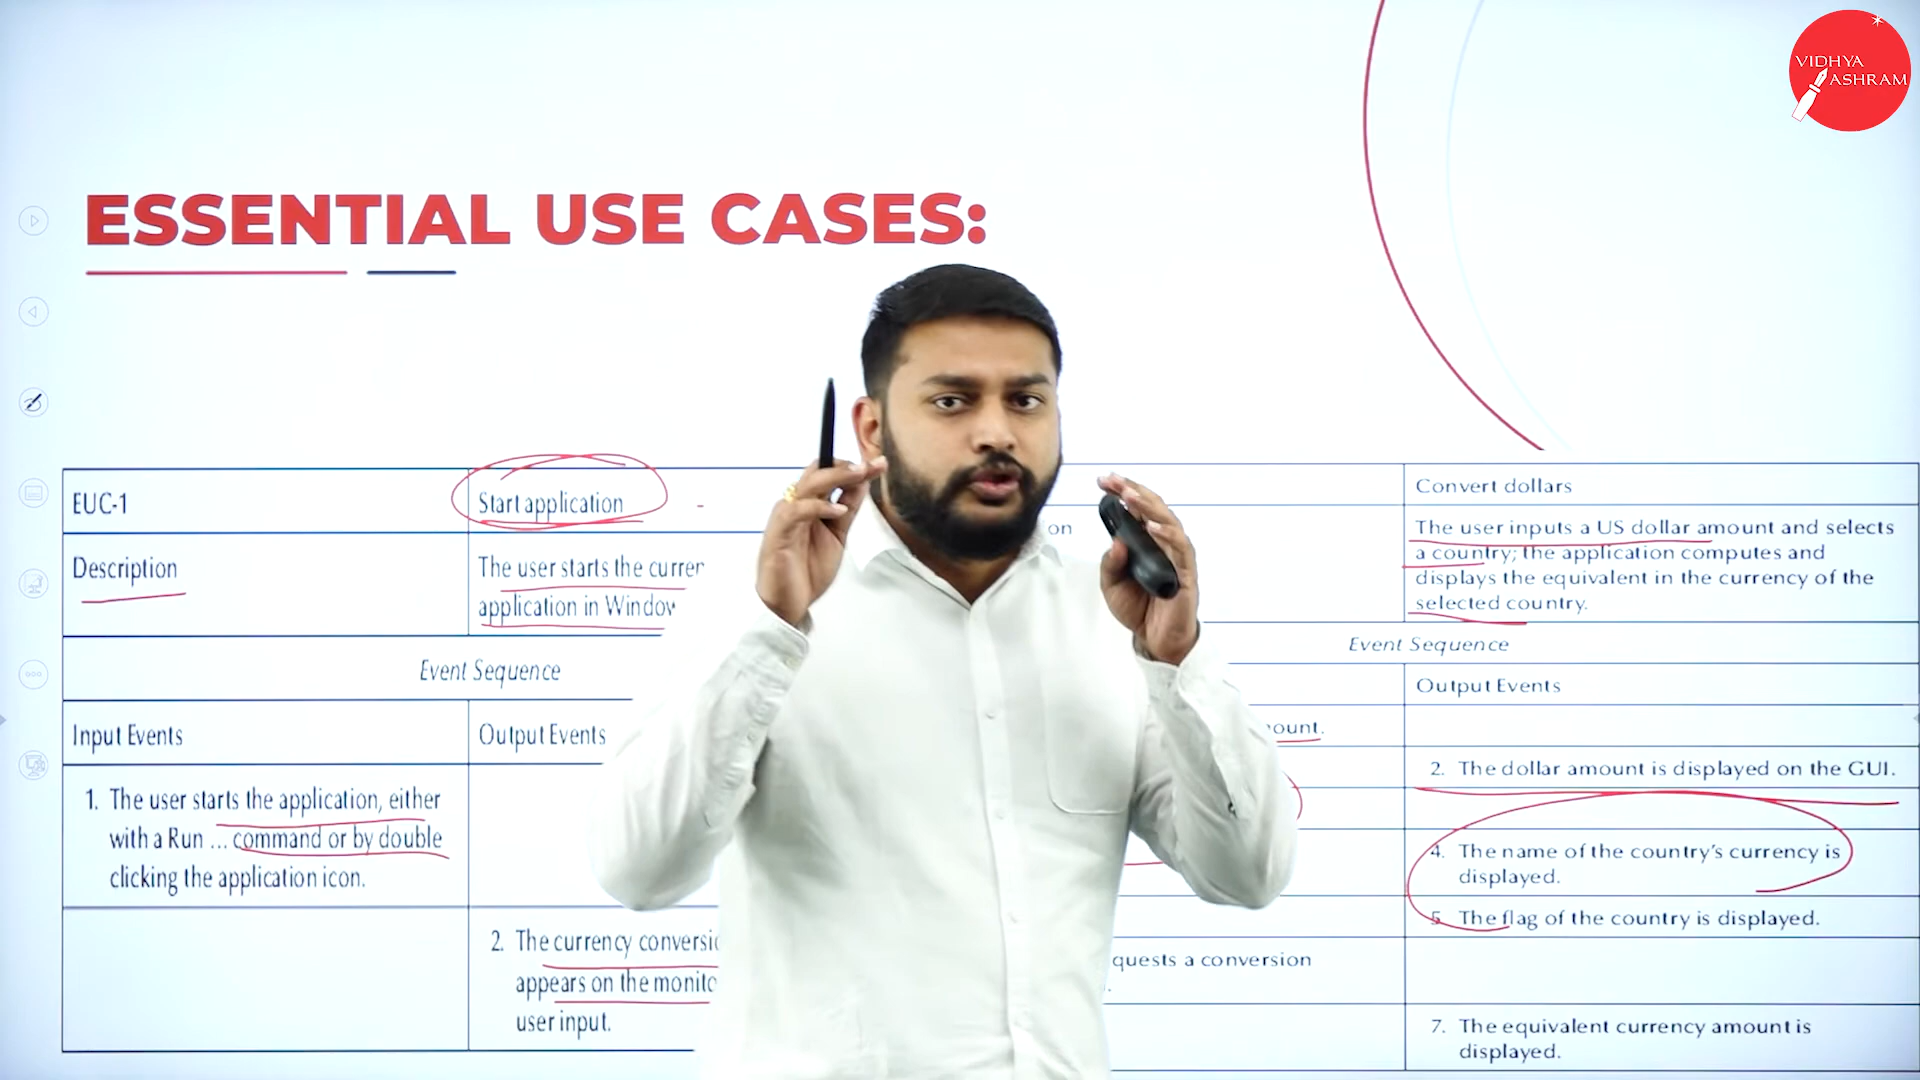 VIDHYA
ASHRAM
ESSENTIAL USE CASES:
EUC-1
Start application
Description
The user starts the
application in
Event Sequence
Input Events
Output Events
1. The user starts the application, either
with a Run ... command or by double
clicking the application icon.
2. The currency
appears on the
user input.
Convert dollars
The user inputs a US dollar amount and selects
a country; the application computes and
displays the equivalent in the currency of the
selected country.
Event Sequence
Output Events
2. The dollar amount is displayed on the GUI.
4. The name of the country's currency is
displayed.
5. The flag of the country is displayed.
a conversion
7. The equivalent currency amount is
displayed.